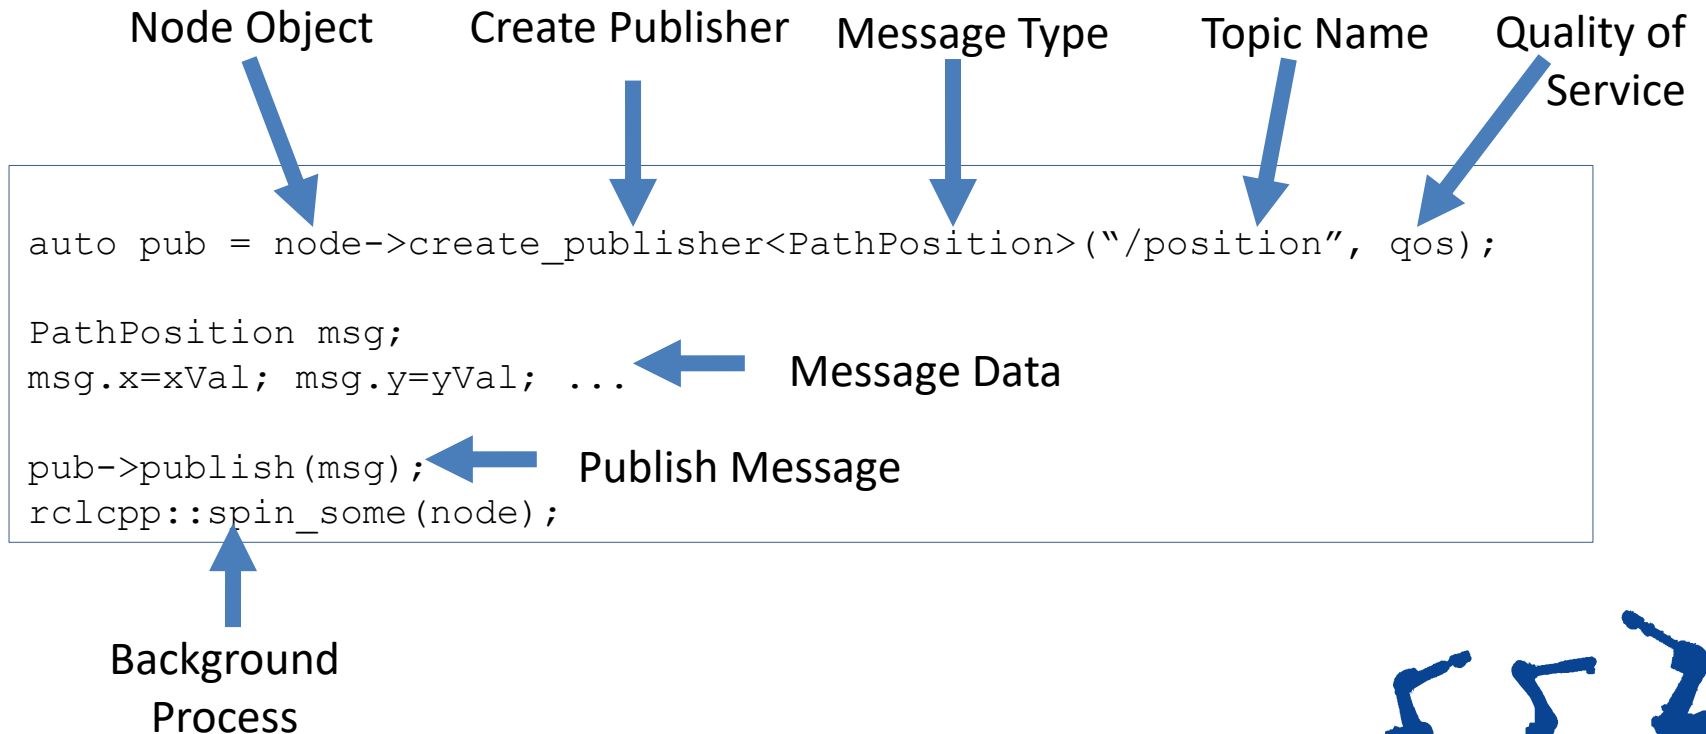 Node Object
Create Publisher
Message Type
Topic Name
Quality of
Service
auto pub = node->create_publisher<PathPosition>(“/position”, qos);
PathPosition msg;
msg.x=xVal; msg.y=yVal; ...
Message Data
pub->publish(msg);
Publish Message
rclcpp::spin_some(node);
Background
Process